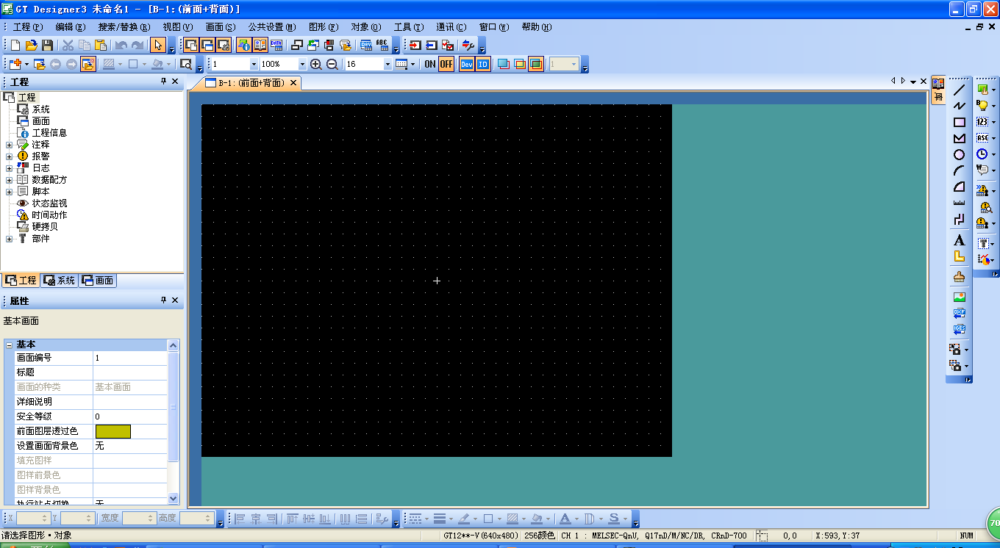 GT Designer3 未命名1 - [B-1:(前面+背面)]
工程(P) 编辑(E) 搜索/替换(R) 视图(V) 画面(S) 公共设置(M) 图形(F) 对象(O) 工具(T) 通讯(C) 窗口(W) 帮助(H)
DATA DEV ABC
1 100% 16 ON OFF Dev ID 1
工程
B-1:(前面+背面)
工程
系统
画面
工程信息
注释
报警
日志
数据配方
脚本
状态监视
时间动作
硬拷贝
部件
工程 系统 画面
属性
基本画面
基本
画面编号 1
标题
画面的种类 基本画面
详细说明
安全等级 0
前面图层透过色
设置画面背景色 无
填充图样
图样前景色
图样背景色
执行站点切换 无
A
DXF
IGES
123
ASC
X Y 宽度 高度
A D S
请选择图形·对象 GT12**-V(640x480) 256颜色 CH 1 : MELSEC-QnU, Q17nD/M/NC/DR, CRnD-700 0,0 X:593,Y:37 NUM
70